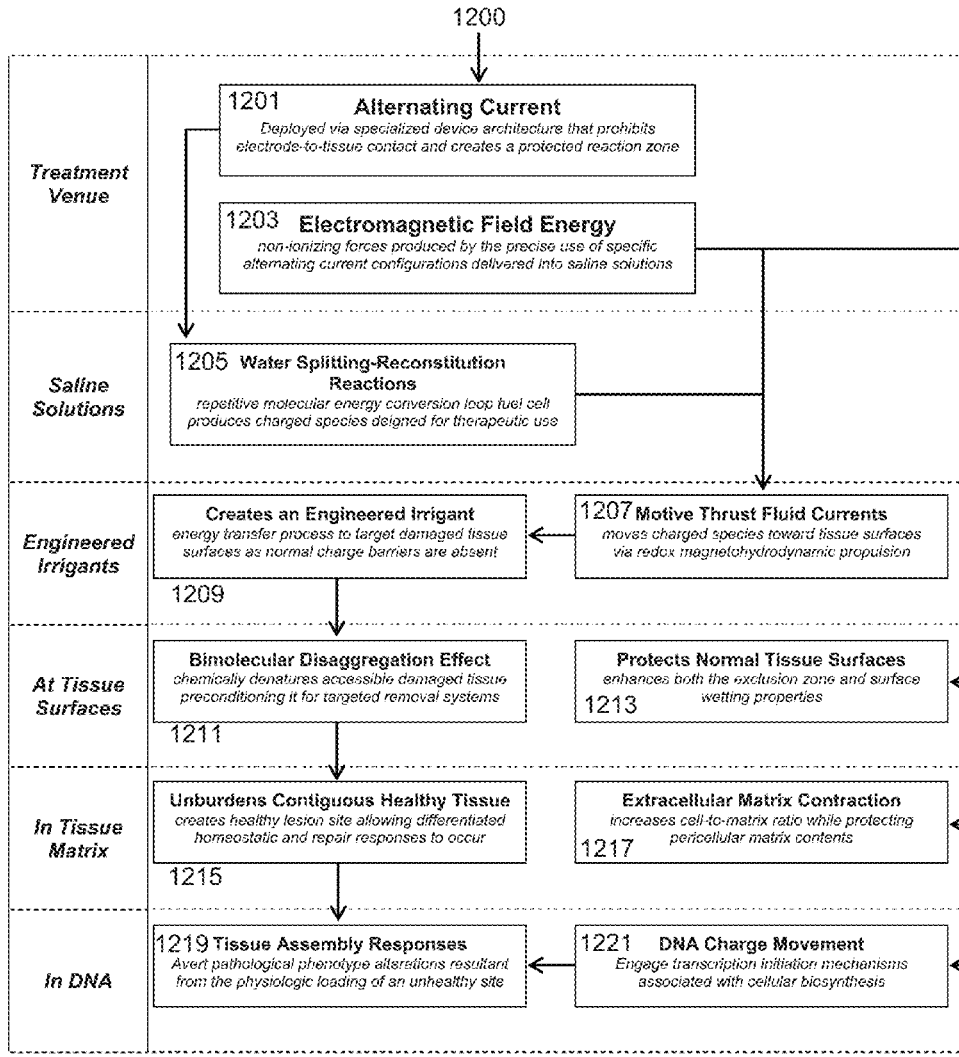 1200
Treatment
Venue
1201
Alternating Current
Deployed via specialized device architecture that prohibits
electrode-to-tissue contact and creates a protected reaction zone
1203
Electromagnetic Field Energy
non-ionizing forces produced by the precise use of specific
alternating current configurations delivered into saline solutions
Saline
Solutions
1205 Water Splitting-Reconstitution
Reactions
repetitive molecular energy conversion loop fuel cell
produces charged species deigned for therapeutic use
Engineered
Irrigants
Creates an Engineered Irrigant
energy transfer process to target damaged tissue
surfaces as normal charge barriers are absent
1209
1207 Motive Thrust Fluid Currents
moves charged species toward tissue surfaces
via redox magnetohydrodynamic propulsion
At Tissue
Surfaces
Bimolecular Disaggregation Effect
chemically denatures accessible damaged tissue
preconditioning it for targeted removal systems
1211
Protects Normal Tissue Surfaces
enhances both the exclusion zone and surface
wetting properties
1213
In Tissue
Matrix
Unburdens Contiguous Healthy Tissue
creates healthy lesion site allowing differentiated
homeostatic and repair responses to occur
1215
Extracellular Matrix Contraction
increases cell-to-matrix ratio while protecting
pericellular matrix contents
1217
In DNA
1219 Tissue Assembly Responses
Avert pathological phenotype alterations resultant
from the physiologic loading of an unhealthy site
1221 DNA Charge Movement
Engage transcription initiation mechanisms
associated with cellular biosynthesis